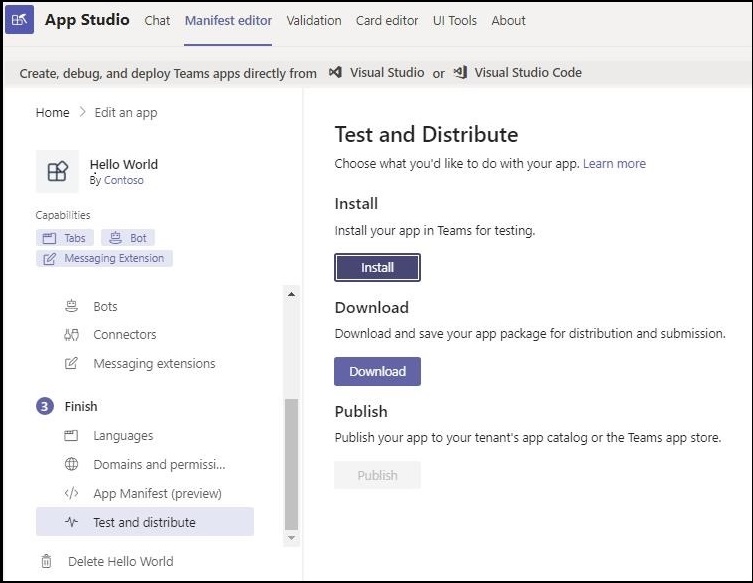 App Studio Chat Manifest editor Validation Card editor UI Tools About
Create, debug, and deploy Teams apps directly from Visual Studio or Visual Studio Code
Home > Edit an app
Hello World
By Contoso
Capabilities
Tabs Bot
Messaging Extension
Bots
Connectors
Messaging extensions
3 Finish
Languages
Domains and permissi...
</> App Manifest (preview)
Test and distribute
Delete Hello World
Test and Distribute
Choose what you'd like to do with your app. Learn more
Install
Install your app in Teams for testing.
Install
Download
Download and save your app package for distribution and submission.
Download
Publish
Publish your app to your tenant's app catalog or the Teams app store.
Publish